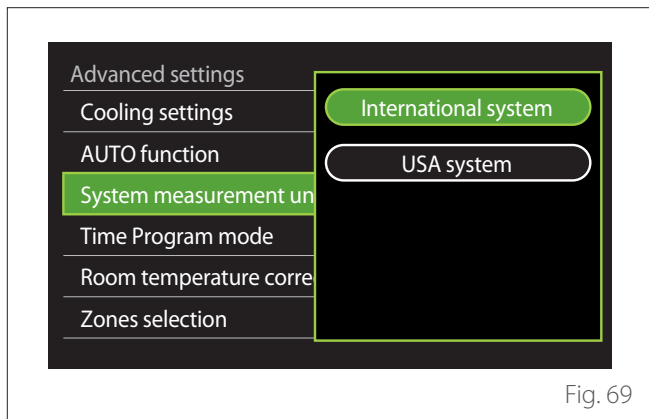 Advanced settings
Cooling settings
AUTO function
System measurement un
Time Program mode
Room temperature corre
Zones selection
International system
USA system
Fig. 69